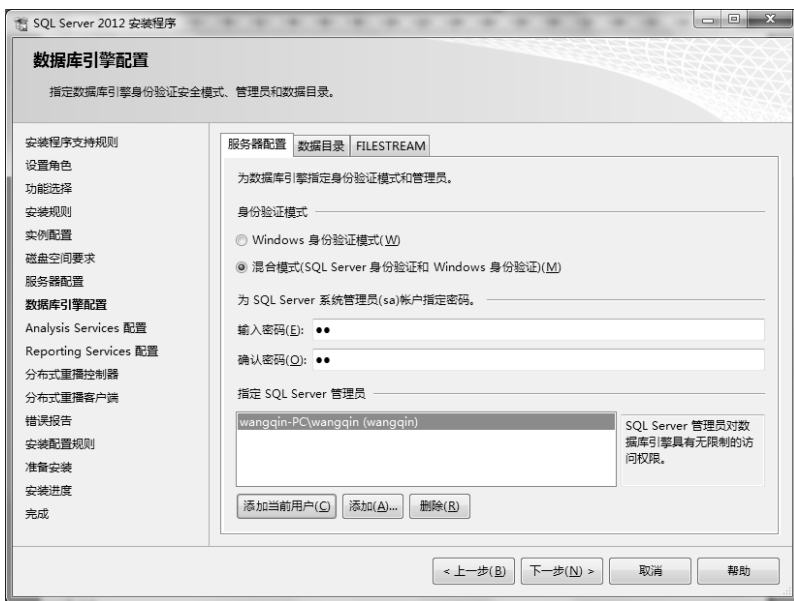 SQL Server 2012 安装程序
数据库引擎配置
指定数据库引擎身份验证安全模式、管理员和数据目录。
安装程序支持规则
设置角色
功能选择
安装规则
实例配置
磁盘空间要求
服务器配置
数据库引擎配置
Analysis Services 配置
Reporting Services 配置
分布式重播控制器
分布式重播客户端
错误报告
安装配置规则
准备安装
安装进度
完成
服务器配置 数据目录 FILESTREAM
为数据库引擎指定身份验证模式和管理员。
身份验证模式
Windows 身份验证模式(W)
混合模式(SQL Server 身份验证和 Windows 身份验证)(M)
为 SQL Server 系统管理员(sa)帐户指定密码。
输入密码(E): ●●
确认密码(O): ●●
指定 SQL Server 管理员
wangqin-PC\wangqin (wangqin)
SQL Server 管理员对数
据库引擎具有无限制的访
问权限。
添加当前用户(C) 添加(A)... 删除(R)
< 上一步(B) 下一步(N) > 取消 帮助